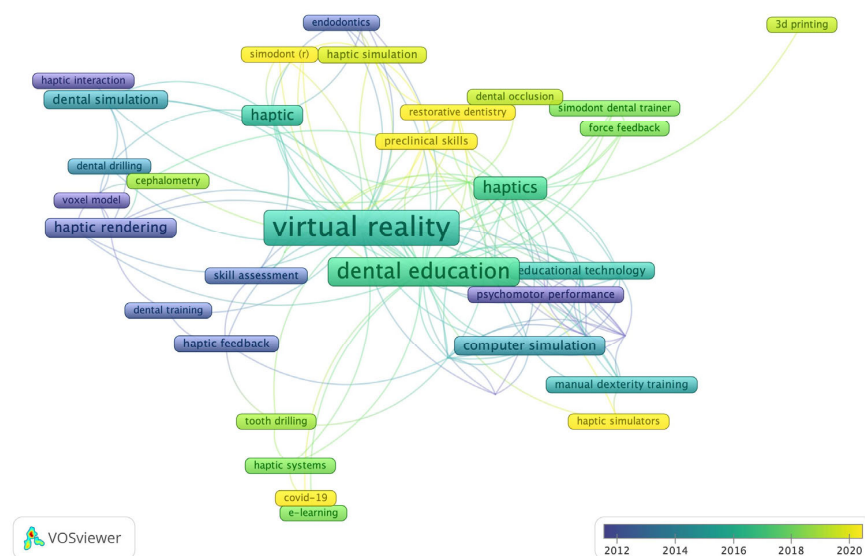 endodontics
3d printing
simodont (r)
haptic simulation
haptic interaction
dental simulation
dental occlusion
simodont dental trainer
haptic
restorative dentistry
force feedback
preclinical skills
dental drilling
cephalometry
haptics
voxel model
haptic rendering
virtual reality
skill assessment
dental education
educational technology
psychomotor performance
dental training
haptic feedback
computer simulation
manual dexterity training
tooth drilling
haptic simulators
haptic systems
covid-19
e-learning
VOSviewer
2012 2014 2016 2018 2020